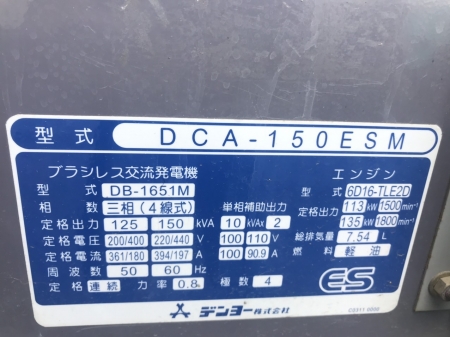 型式 DCA-150ESM
ブラシレス交流発電機 エンジン
型式 DB-1651M 型式 6D16-TLE2D
相数 三相(4線式) 単相補助出力 定格出力 113 kW 1500 min⁻¹
定格出力 125 150 kVA 10 kVAx 2 135 kW 1800 min⁻¹
定格電圧 200/400 220/440 V 100 110 V 総排気量 7.54 L
定格電流 361/180 394/197 A 100 90.9 A 燃料 軽油
周波数 50 60 Hz
定格 連続 力率 0.8 極数 4 ES
デンヨー株式会社